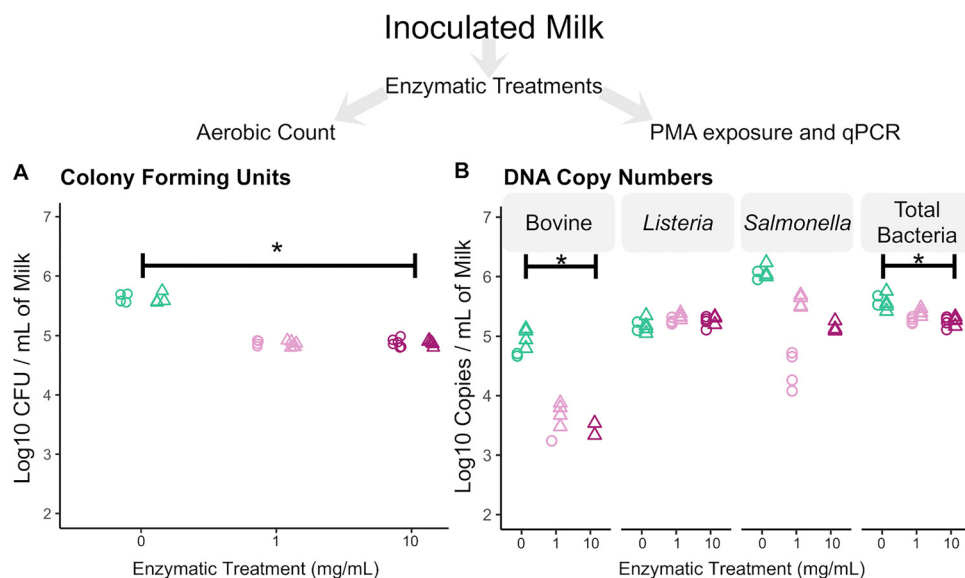 Inoculated Milk
Enzymatic Treatments
Aerobic Count
PMA exposure and qPCR
A Colony Forming Units
Log10 CFU / mL of Milk
7
6
5
4
3
2
*
0 1 10
Enzymatic Treatment (mg/mL)
B DNA Copy Numbers
Bovine
Listeria
Salmonella
Total
Bacteria
Log10 Copies / mL of Milk
7
6
5
4
3
2
*
*
0 1 10 0 1 10 0 1 10 0 1 10
Enzymatic Treatment (mg/mL)